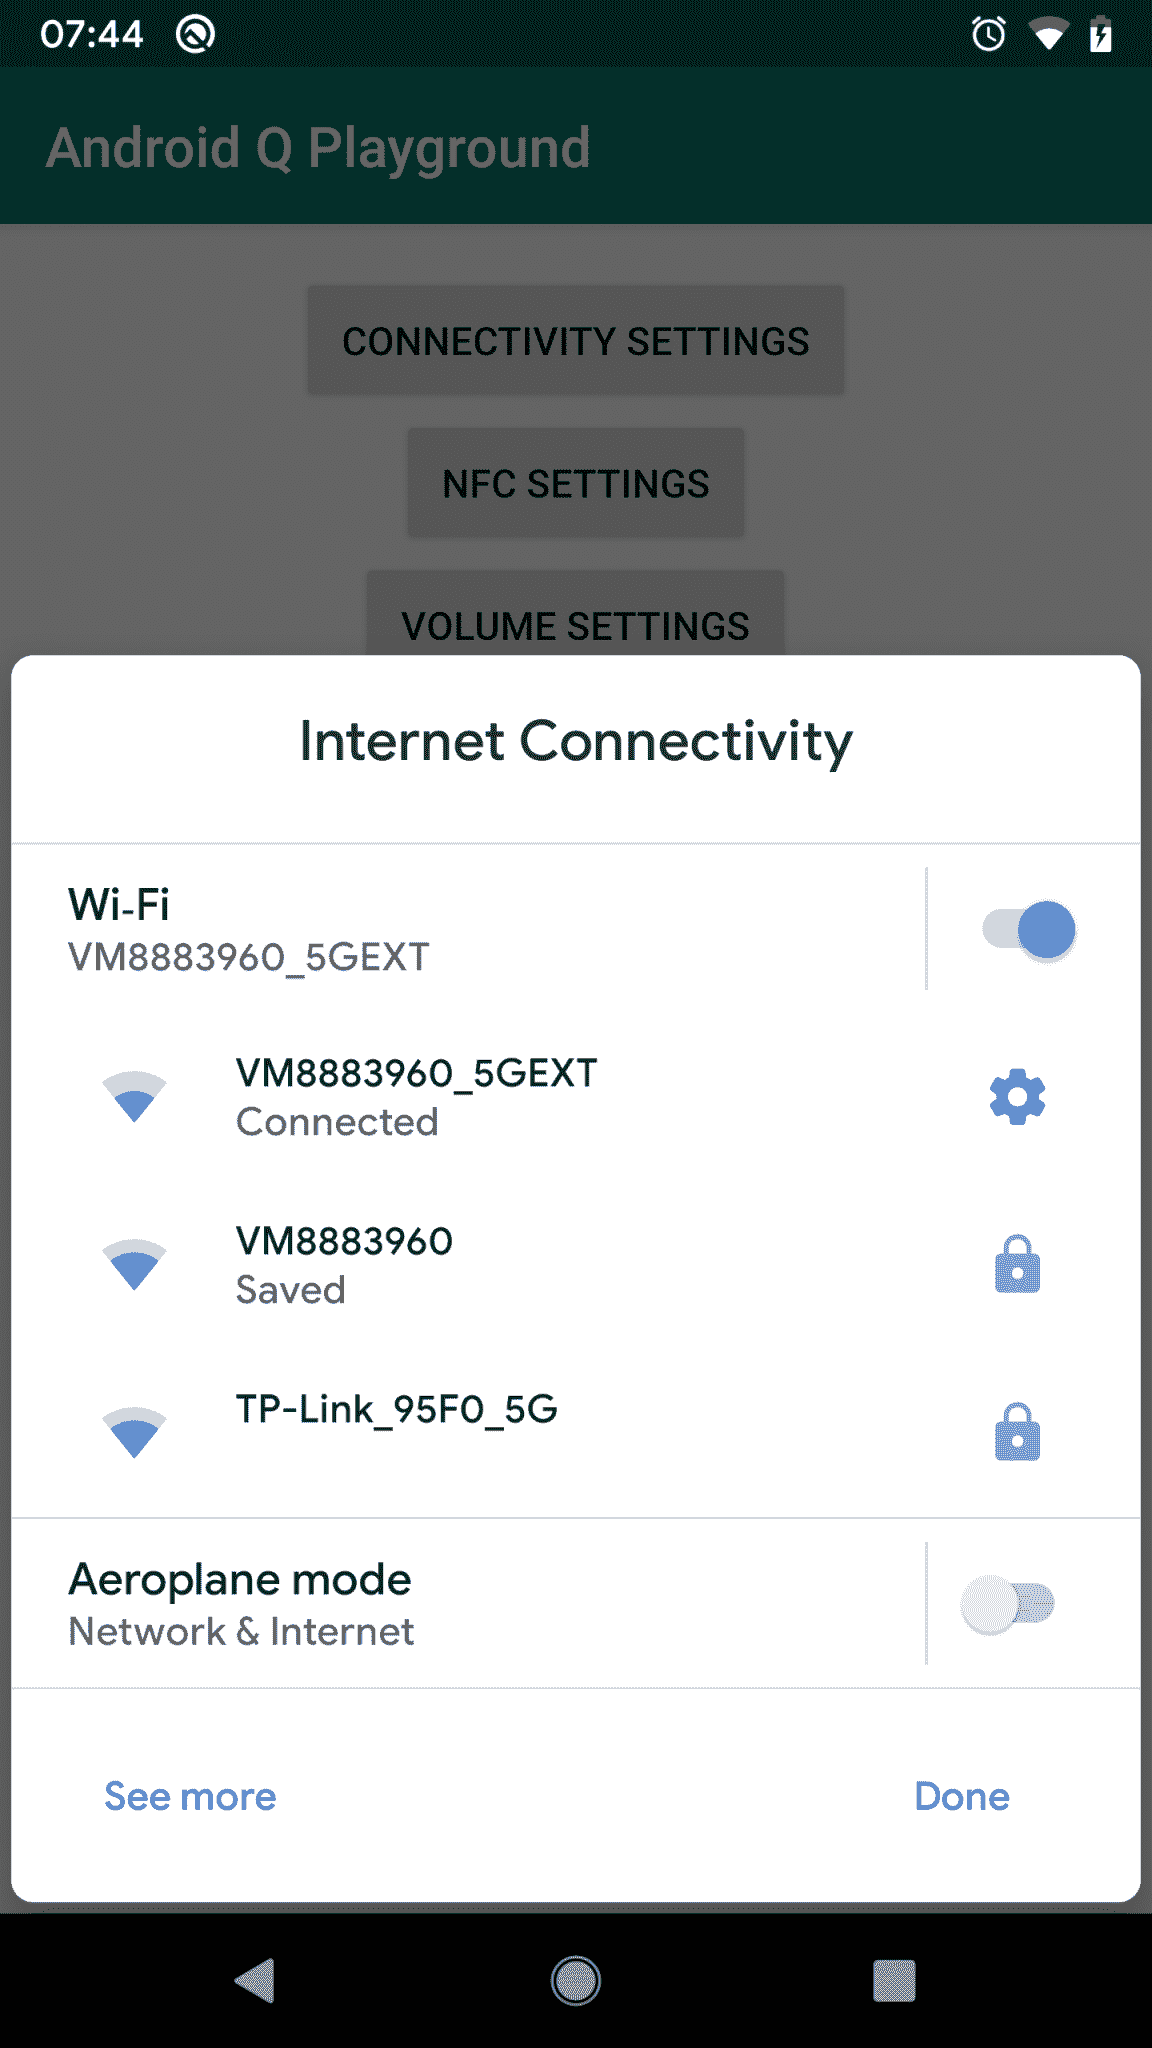 07:44
Android Q Playground
CONNECTIVITY SETTINGS
NFC SETTINGS
VOLUME SETTINGS
Internet Connectivity
Wi-Fi
VM8883960_5GEXT
VM8883960_5GEXT
Connected
VM8883960
Saved
TP-Link_95F0_5G
Aeroplane mode
Network & Internet
See more
Done